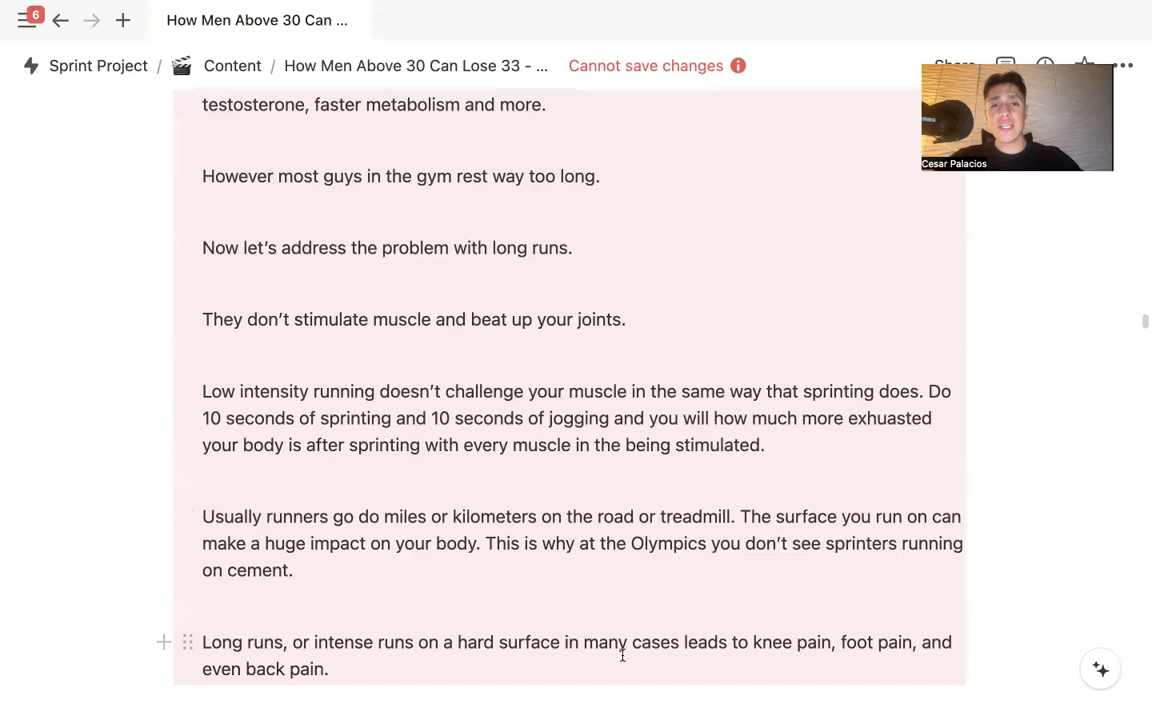 6
How Men Above 30 Can ...
Sprint Project / Content / How Men Above 30 Can Lose 33 - ... Cannot save changes
Share
Cesar Palacios
testosterone, faster metabolism and more.
However most guys in the gym rest way too long.
Now let’s address the problem with long runs.
They don’t stimulate muscle and beat up your joints.
Low intensity running doesn’t challenge your muscle in the same way that sprinting does. Do
10 seconds of sprinting and 10 seconds of jogging and you will how much more exhuasted
your body is after sprinting with every muscle in the being stimulated.
Usually runners go do miles or kilometers on the road or treadmill. The surface you run on can
make a huge impact on your body. This is why at the Olympics you don’t see sprinters running
on cement.
Long runs, or intense runs on a hard surface in many cases leads to knee pain, foot pain, and
even back pain.